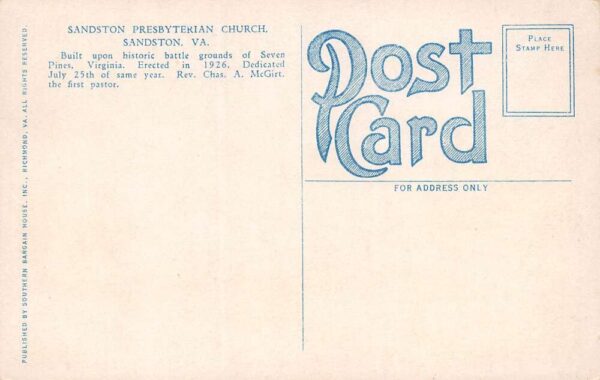 SANDSTON PRESBYTERIAN CHURCH,
SANDSTON, VA.
Built upon historic battle grounds of Seven
Pines, Virginia. Erected in 1926. Dedicated
July 25th of same year. Rev. Chas. A. McGirt.
the first pastor.
PUBLISHED BY SOUTHERN BARGAIN HOUSE, INC., RICHMOND, VA. ALL RIGHTS RESERVED.
Post
Card
PLACE
STAMP HERE
FOR ADDRESS ONLY